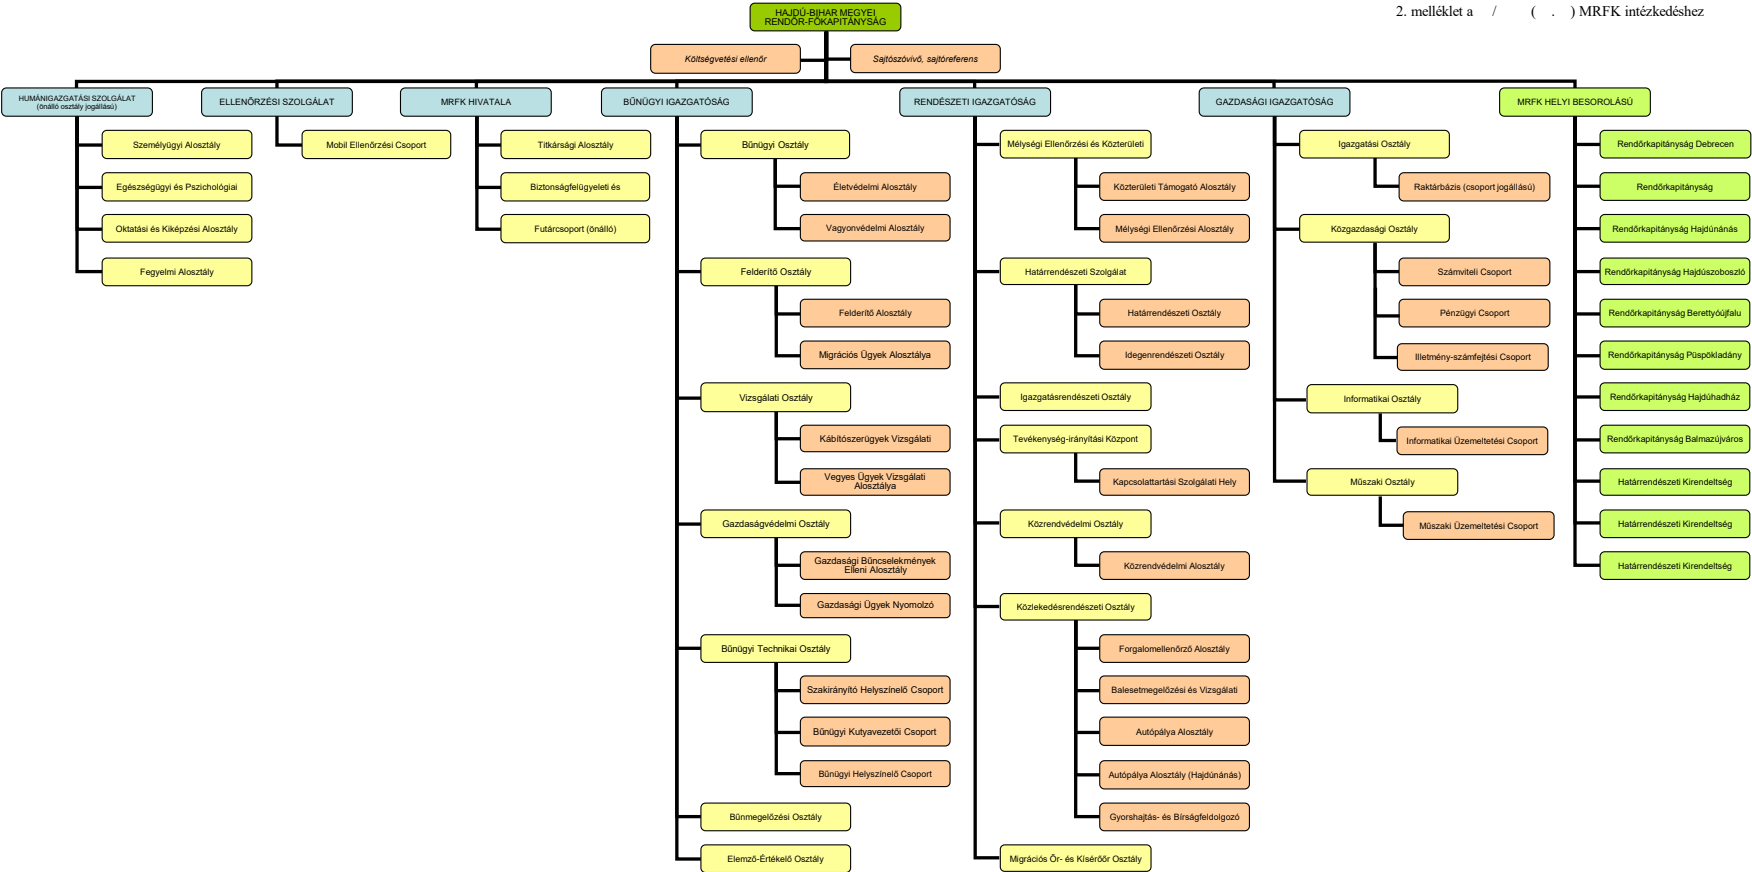 HAJDÚ-BIHAR MEGYEI
RENDŐR-FŐKAPITÁNYSÁG
2. melléklet a / ( . ) MRFK intézkedéshez
Költségvetési ellenőr
Sajtószóvivő, sajtóreferens
HUMÁNIGAZGATÁSI SZOLGÁLAT
(önálló osztály jogállású)
Személyügyi Alosztály
Egészségügyi és Pszichológiai
Oktatási és Kiképzési Alosztály
Fegyelmi Alosztály
ELLENŐRZÉSI SZOLGÁLAT
Mobil Ellenőrzési Csoport
MRFK HIVATALA
Titkársági Alosztály
Biztonságfelügyeleti és
Futárcsoport (önálló)
BŰNÜGYI IGAZGATÓSÁG
Bűnügyi Osztály
Életvédelmi Alosztály
Vagyonvédelmi Alosztály
Felderítő Osztály
Felderítő Alosztály
Migrációs Ügyek Alosztálya
Vizsgálati Osztály
Kábítószerügyek Vizsgálati
Vegyes Ügyek Vizsgálati
Alosztálya
Gazdaságvédelmi Osztály
Gazdasági Bűncselekmények
Elleni Alosztály
Gazdasági Ügyek Nyomolzó
Bűnügyi Technikai Osztály
Szakirányító Helyszínelő Csoport
Bűnügyi Kutyavezetői Csoport
Bűnügyi Helyszínelő Csoport
Bűnmegelőzési Osztály
Elemző-Értékelő Osztály
RENDÉSZETI IGAZGATÓSÁG
Mélységi Ellenőrzési és Közterületi
Közterületi Támogató Alosztály
Mélységi Ellenőrzési Alosztály
Határrendészeti Szolgálat
Határrendészeti Osztály
Idegenrendészeti Osztály
Igazgatásrendészeti Osztály
Tevékenység-irányítási Központ
Kapcsolattartási Szolgálati Hely
Közrendvédelmi Osztály
Közrendvédelmi Alosztály
Közlekedésrendészeti Osztály
Forgalomellenőrző Alosztály
Balesetmegelőzési és Vizsgálati
Autópálya Alosztály
Autópálya Alosztály (Hajdúnánás)
Gyorshajtás- és Bírságfeldolgozó
Migrációs Őr- és Kísérőőr Osztály
GAZDASÁGI IGAZGATÓSÁG
Igazgatási Osztály
Raktárbázis (csoport jogállású)
Közgazdasági Osztály
Számviteli Csoport
Pénzügyi Csoport
Illetmény-számfejtési Csoport
Informatikai Osztály
Informatikai Üzemeltetési Csoport
Műszaki Osztály
Műszaki Üzemeltetési Csoport
MRFK HELYI BESOROLÁSÚ
Rendőrkapitányság Debrecen
Rendőrkapitányság
Rendőrkapitányság Hajdúnánás
Rendőrkapitányság Hajdúszoboszló
Rendőrkapitányság Berettyóújfalu
Rendőrkapitányság Püspökladány
Rendőrkapitányság Hajdúhadház
Rendőrkapitányság Balmazújváros
Határrendészeti Kirendeltség
Határrendészeti Kirendeltség
Határrendészeti Kirendeltség